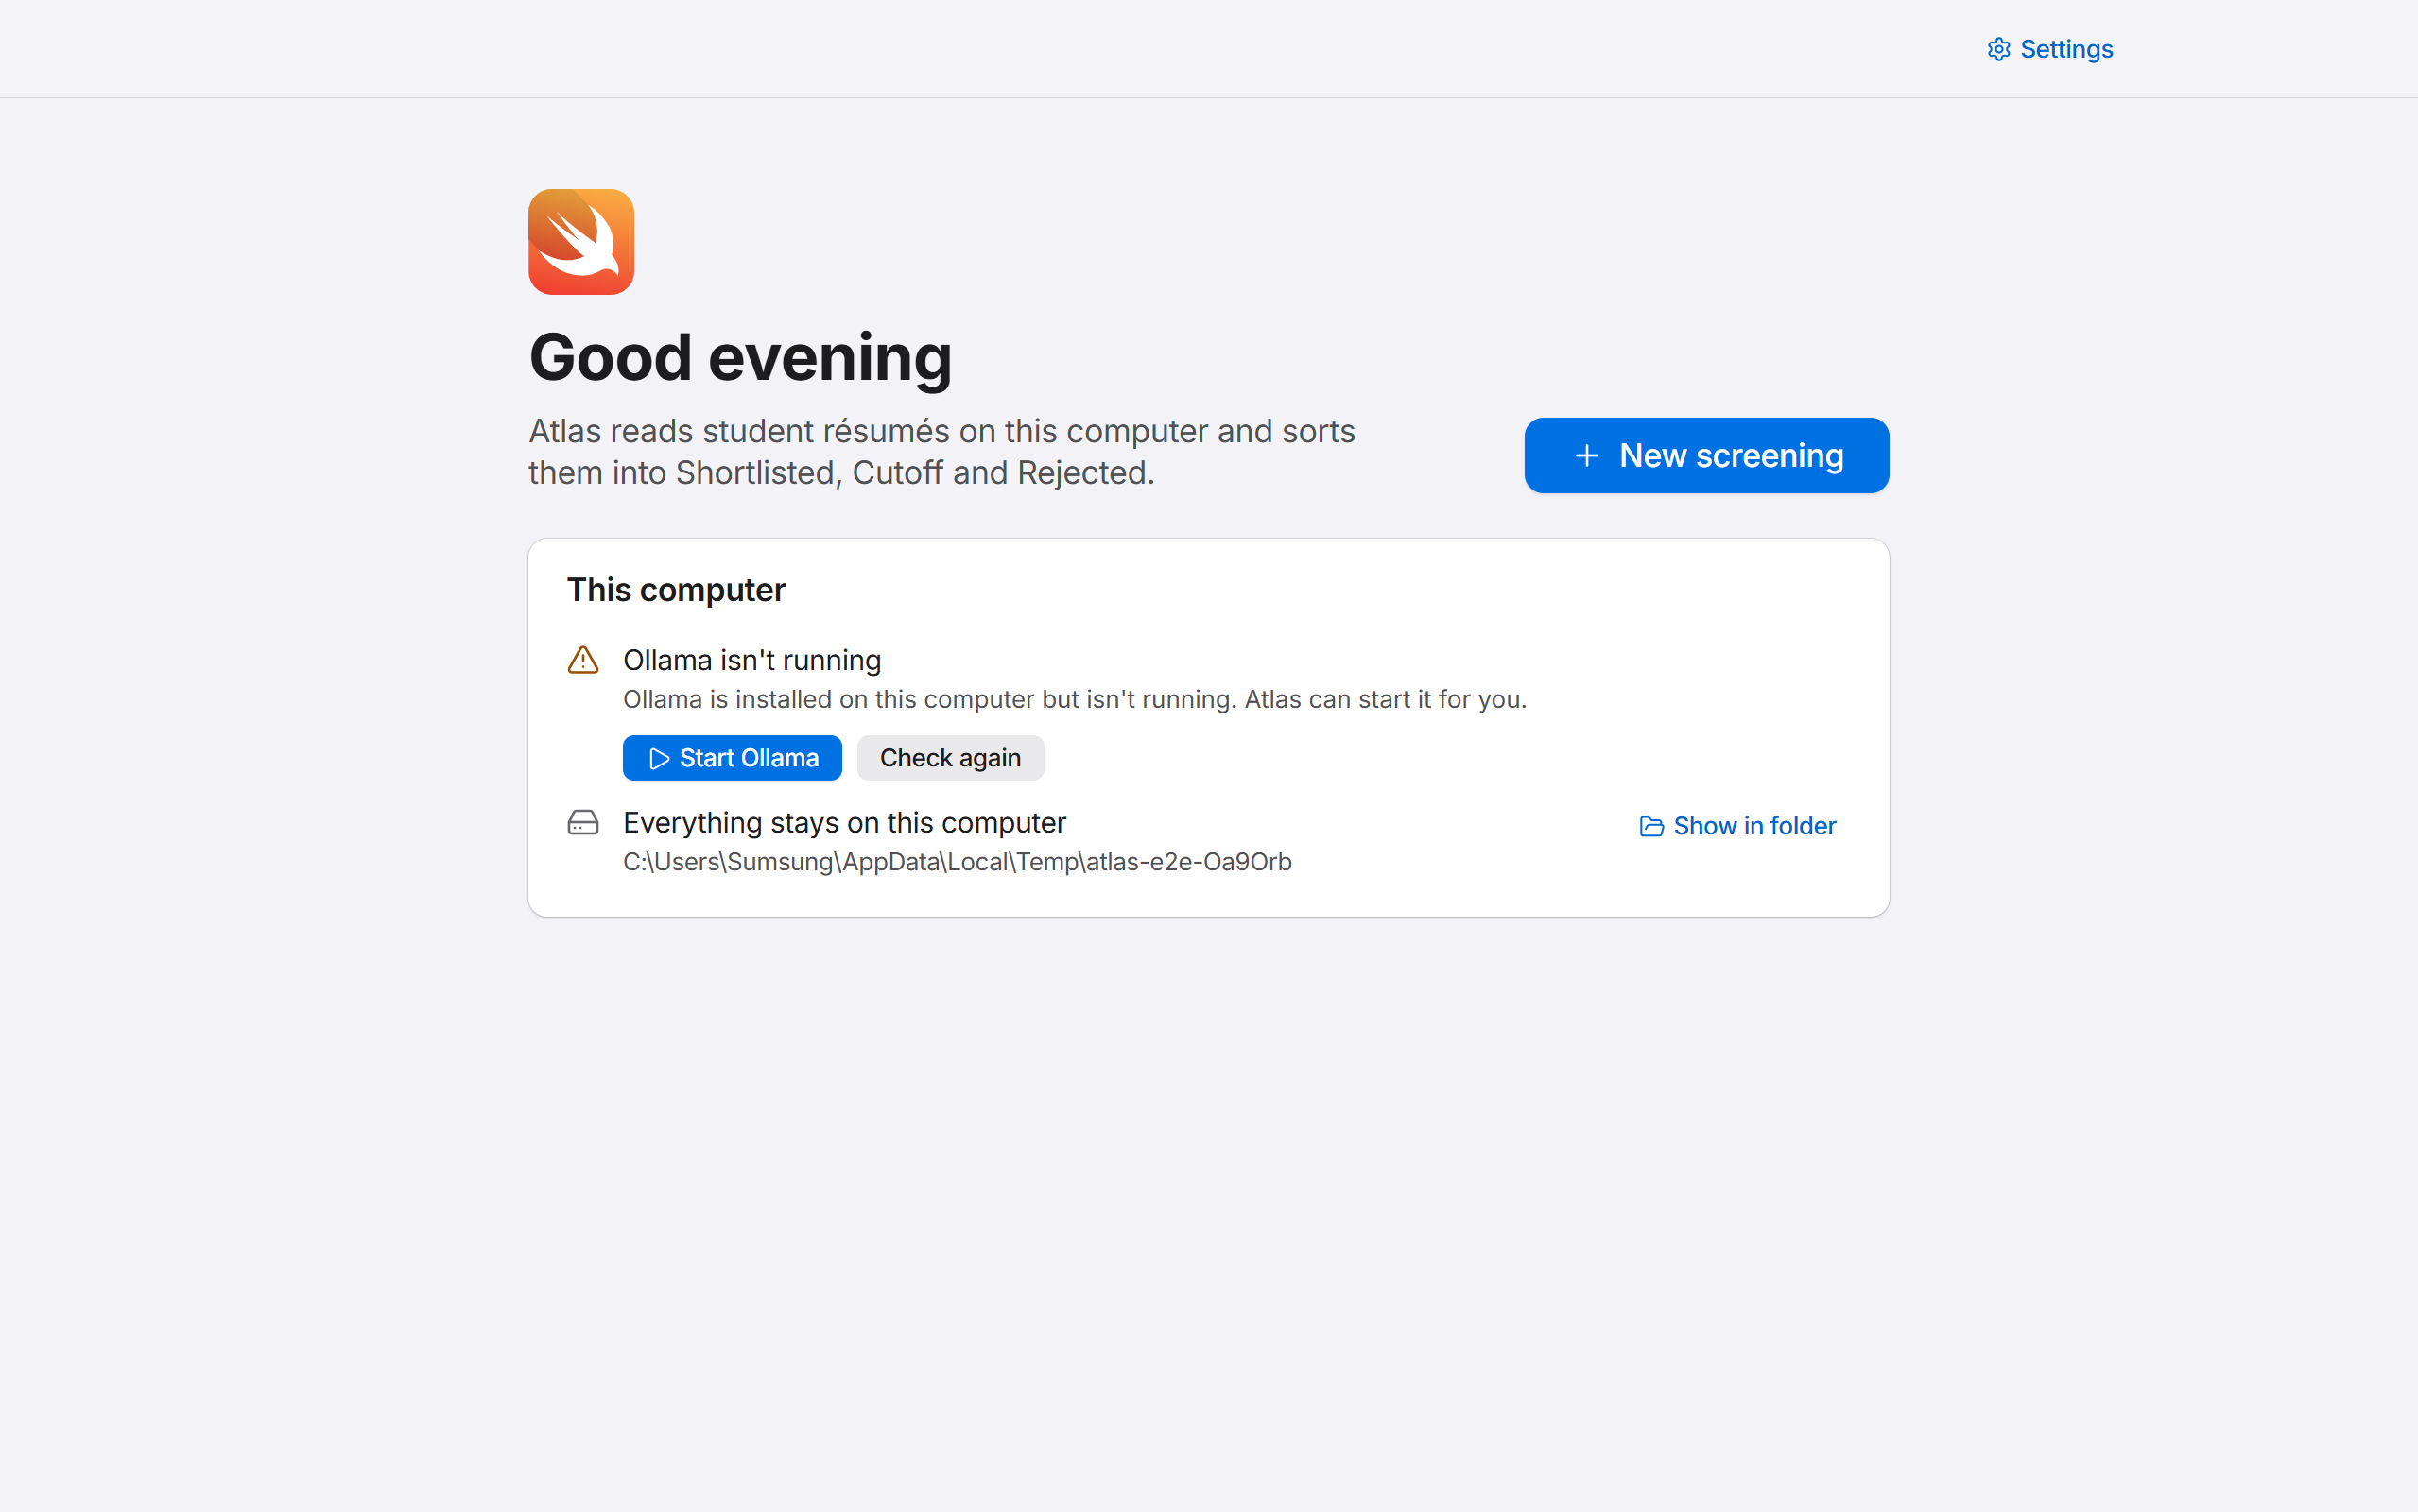 Settings
Good evening
Atlas reads student résumés on this computer and sorts
them into Shortlisted, Cutoff and Rejected.
New screening
This computer
Ollama isn't running
Ollama is installed on this computer but isn't running. Atlas can start it for you.
Start Ollama
Check again
Everything stays on this computer
Show in folder
C:\Users\Sumsung\AppData\Local\Temp\atlas-e2e-Oa9Orb